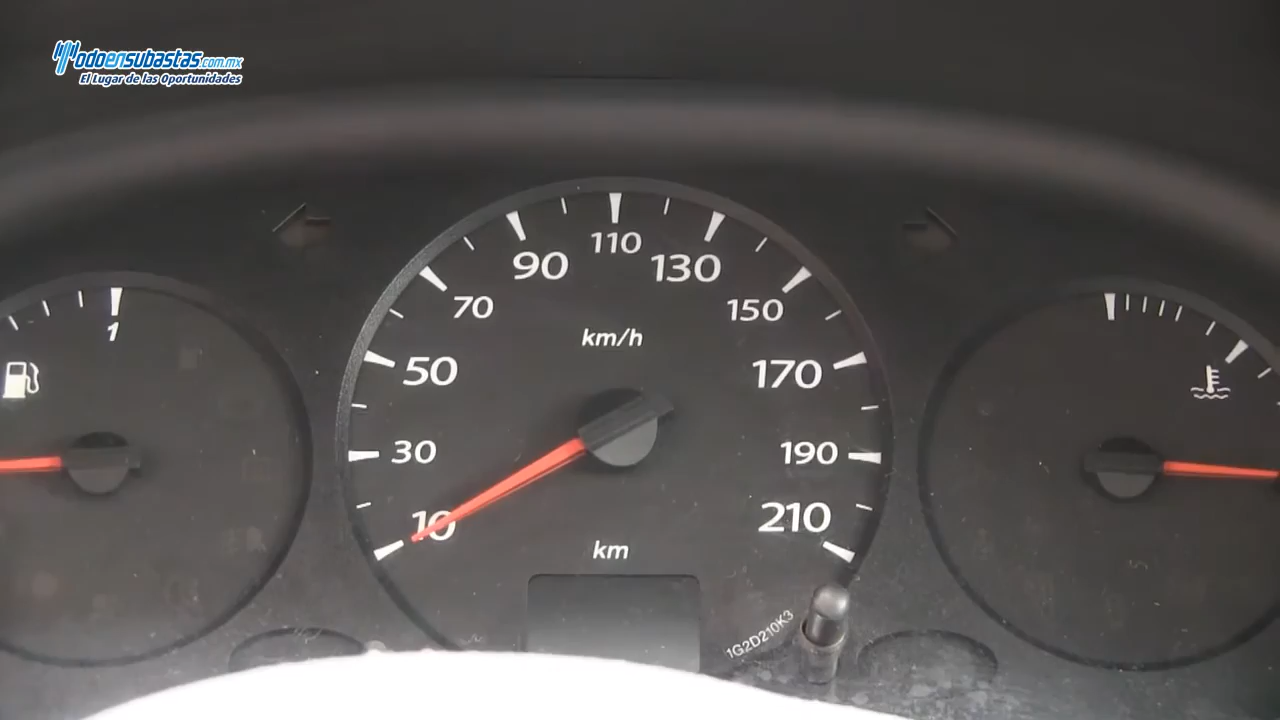 Todoensubastas.com.mx
El Lugar de las Oportunidades
110
90
130
70
150
1
km/h
50
170
30
190
10
210
km
1G2D210K3